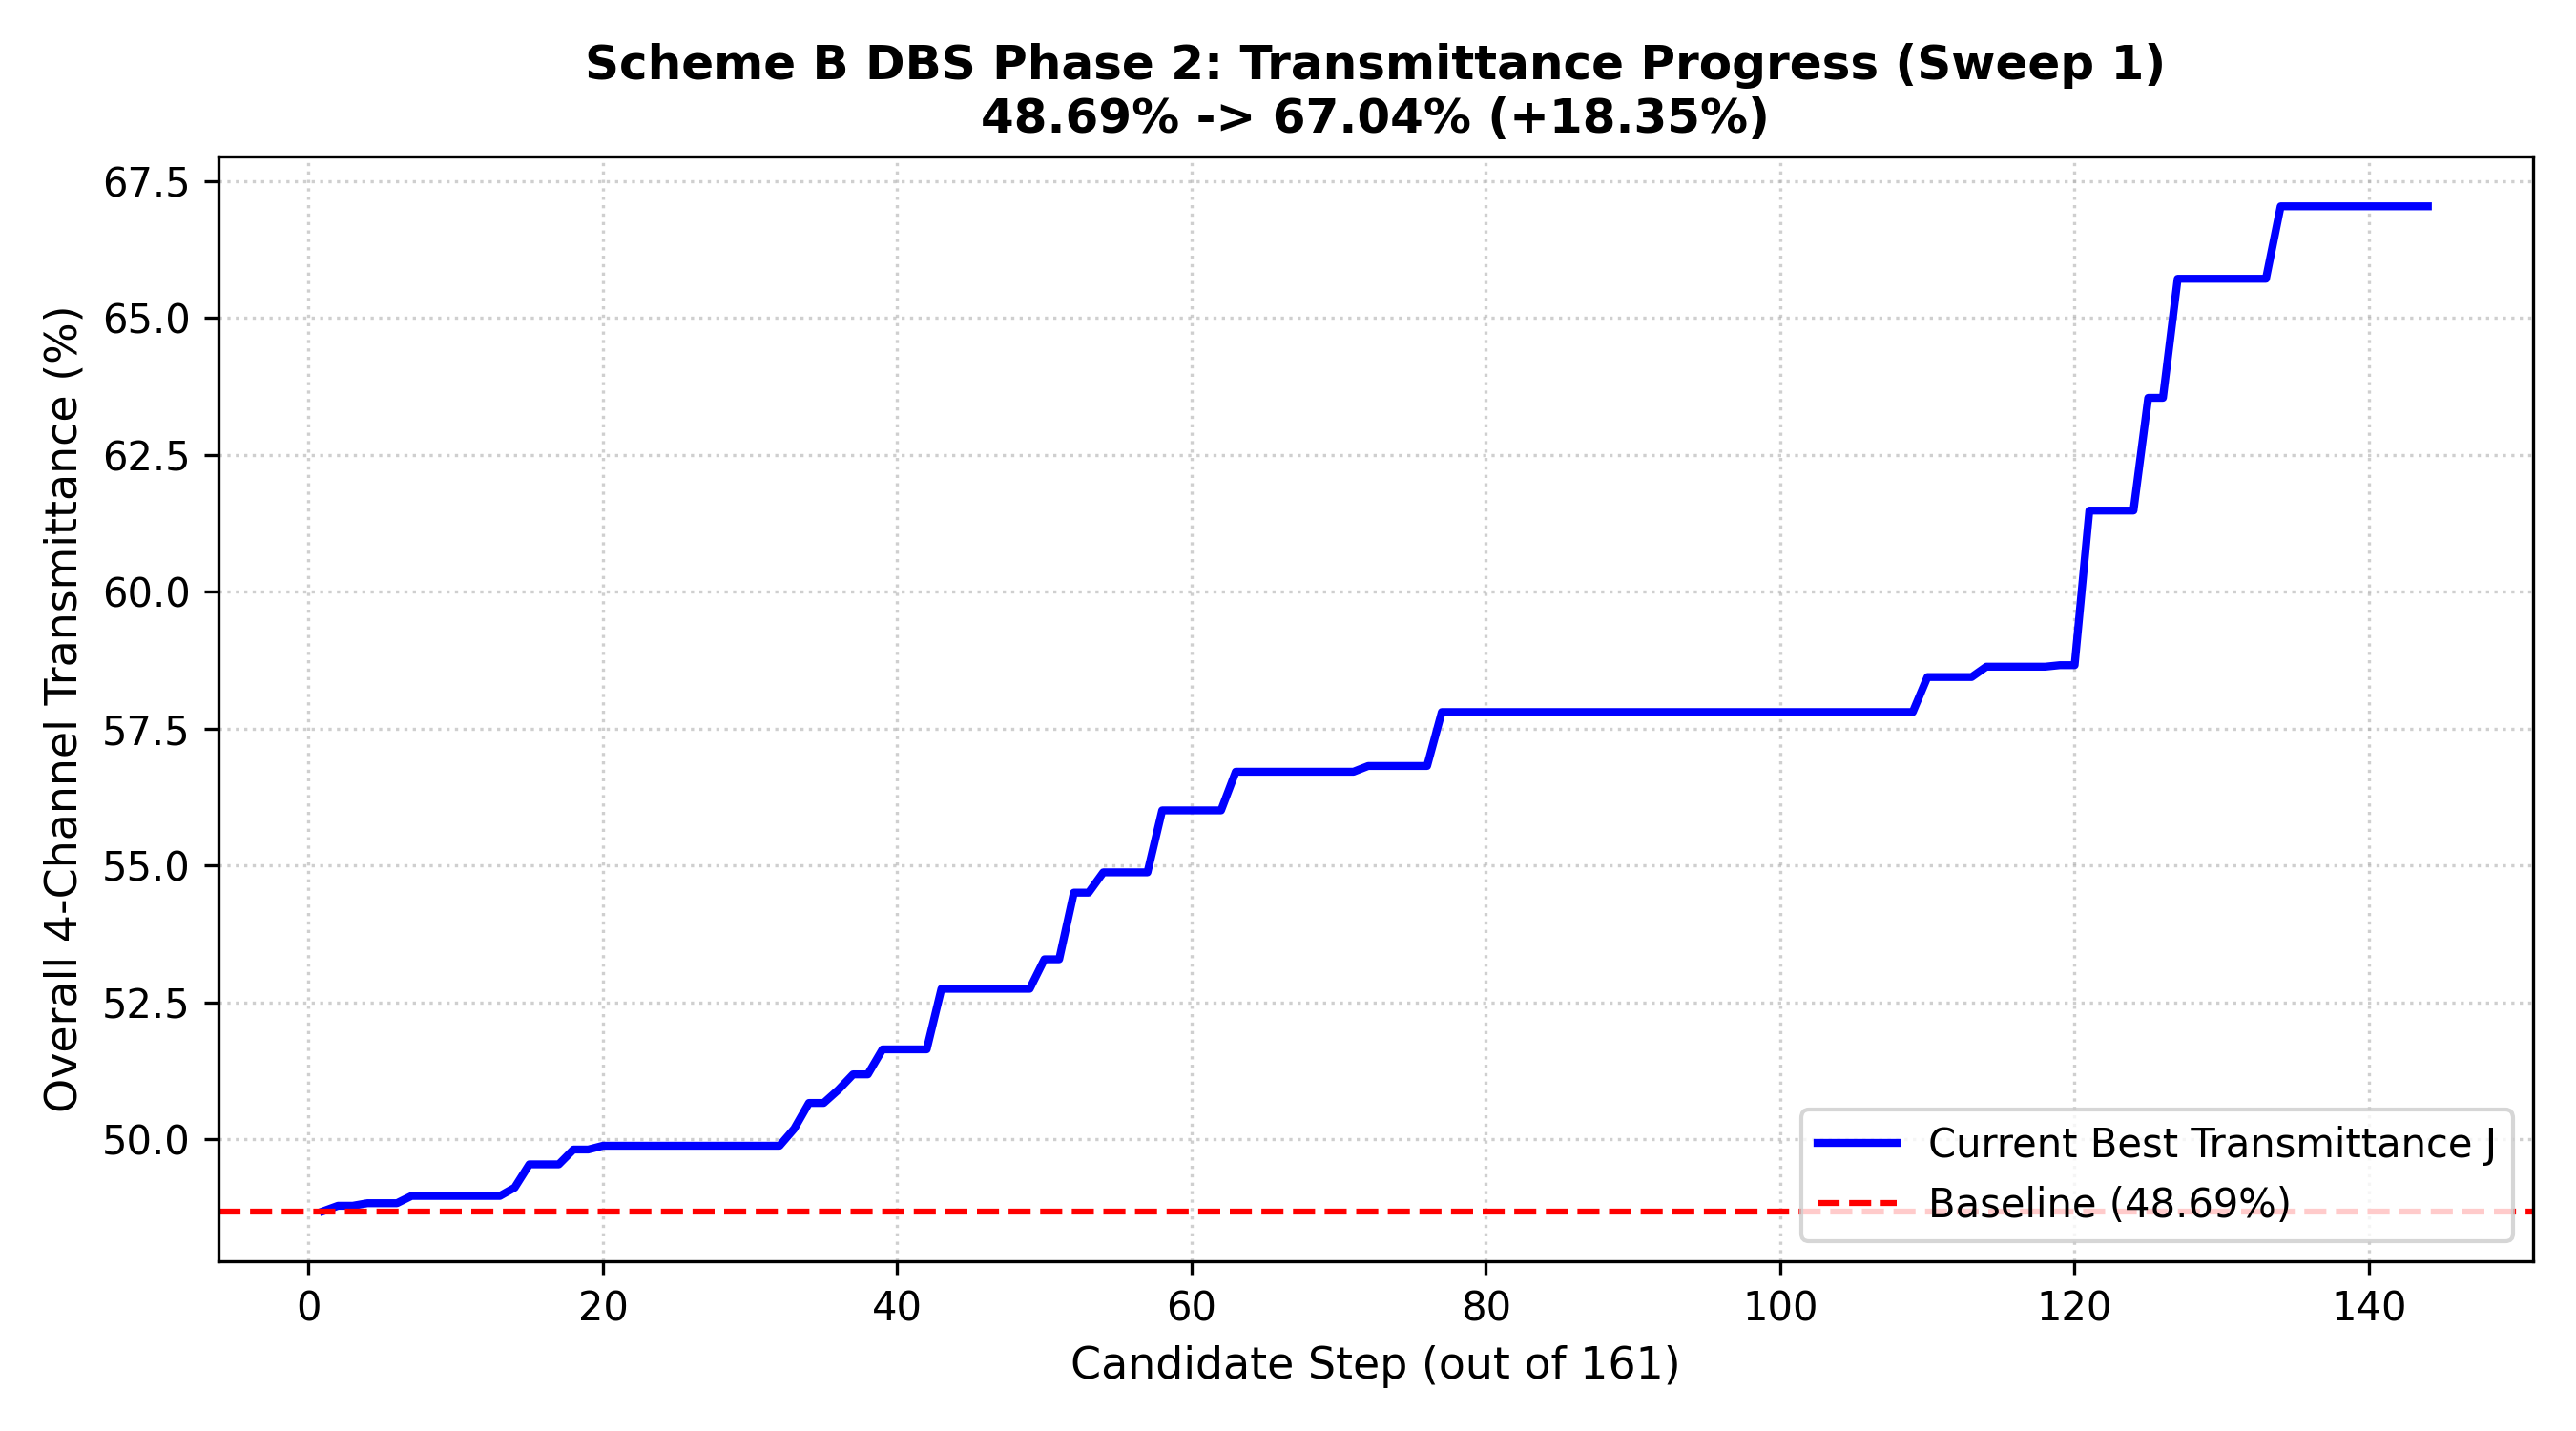 Scheme B DBS Phase 2: Transmittance Progress (Sweep 1)
48.69% -> 67.04% (+18.35%)
Overall 4-Channel Transmittance (%)
67.5
65.0
62.5
60.0
57.5
55.0
52.5
50.0
Current Best Transmittance J
Baseline (48.69%)
0 20 40 60 80 100 120 140
Candidate Step (out of 161)